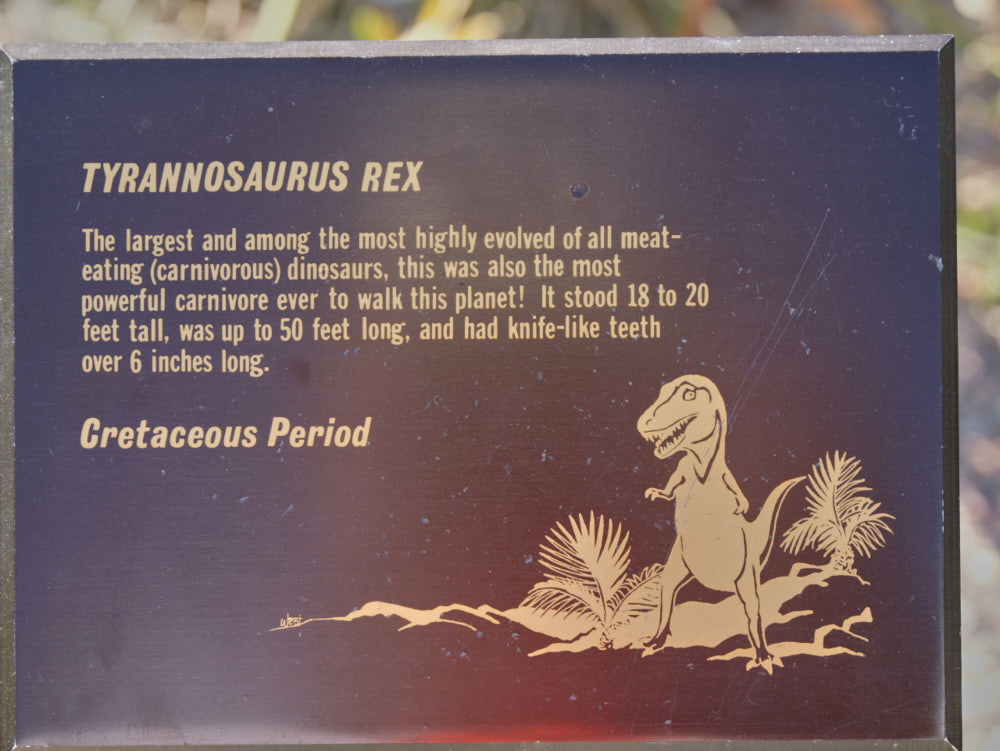 TYRANNOSAURUS REX
The largest and among the most highly evolved of all meat-
eating (carnivorous) dinosaurs, this was also the most
powerful carnivore ever to walk this planet! It stood 18 to 20
feet tall, was up to 50 feet long, and had knife-like teeth
over 6 inches long.
Cretaceous Period
West